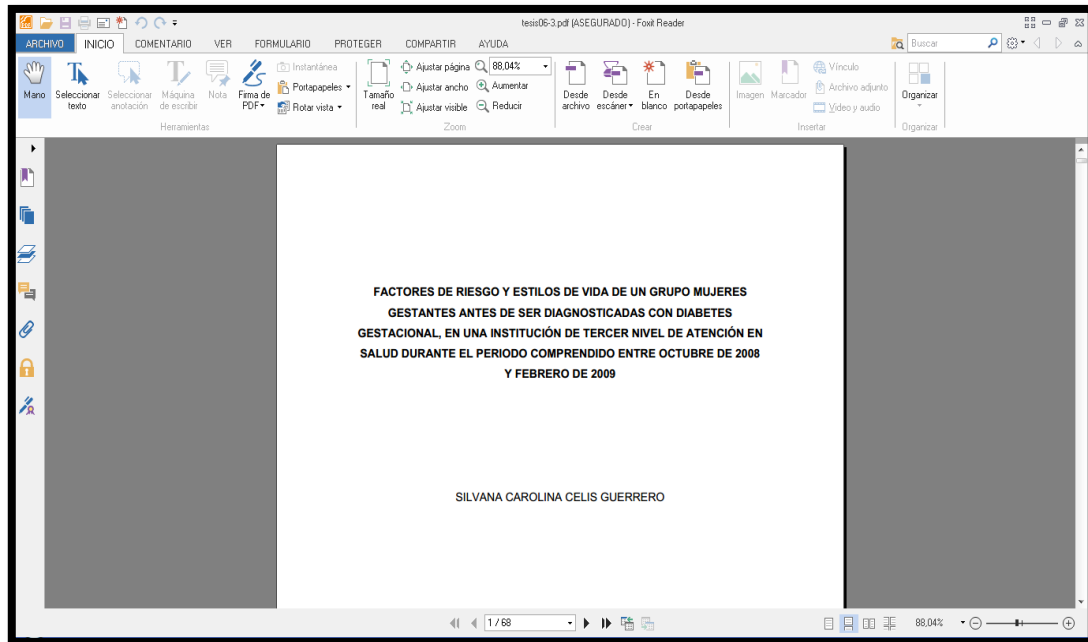 tesis06-3.pdf (ASEGURADO) - Foxit Reader
ARCHIVO INICIO COMENTARIO VER FORMULARIO PROTEGER COMPARTIR AYUDA Buscar
Mano
Seleccionar texto
Seleccionar anotación
Máquina de escribir
Nota
Firma de PDF
Instantánea
Portapapeles
Rotar vista
Herramientas
Tamaño real
Ajustar página
Ajustar ancho
Ajustar visible
88,04%
Aumentar
Reducir
Zoom
Desde archivo
Desde escáner
En blanco
Desde portapapeles
Crear
Imagen
Marcador
Vínculo
Archivo adjunto
Video y audio
Insertar
Organizar
Organizar
FACTORES DE RIESGO Y ESTILOS DE VIDA DE UN GRUPO MUJERES
GESTANTES ANTES DE SER DIAGNOSTICADAS CON DIABETES
GESTACIONAL, EN UNA INSTITUCIÓN DE TERCER NIVEL DE ATENCIÓN EN
SALUD DURANTE EL PERIODO COMPRENDIDO ENTRE OCTUBRE DE 2008
Y FEBRERO DE 2009
SILVANA CAROLINA CELIS GUERRERO
1 / 68
88,04%